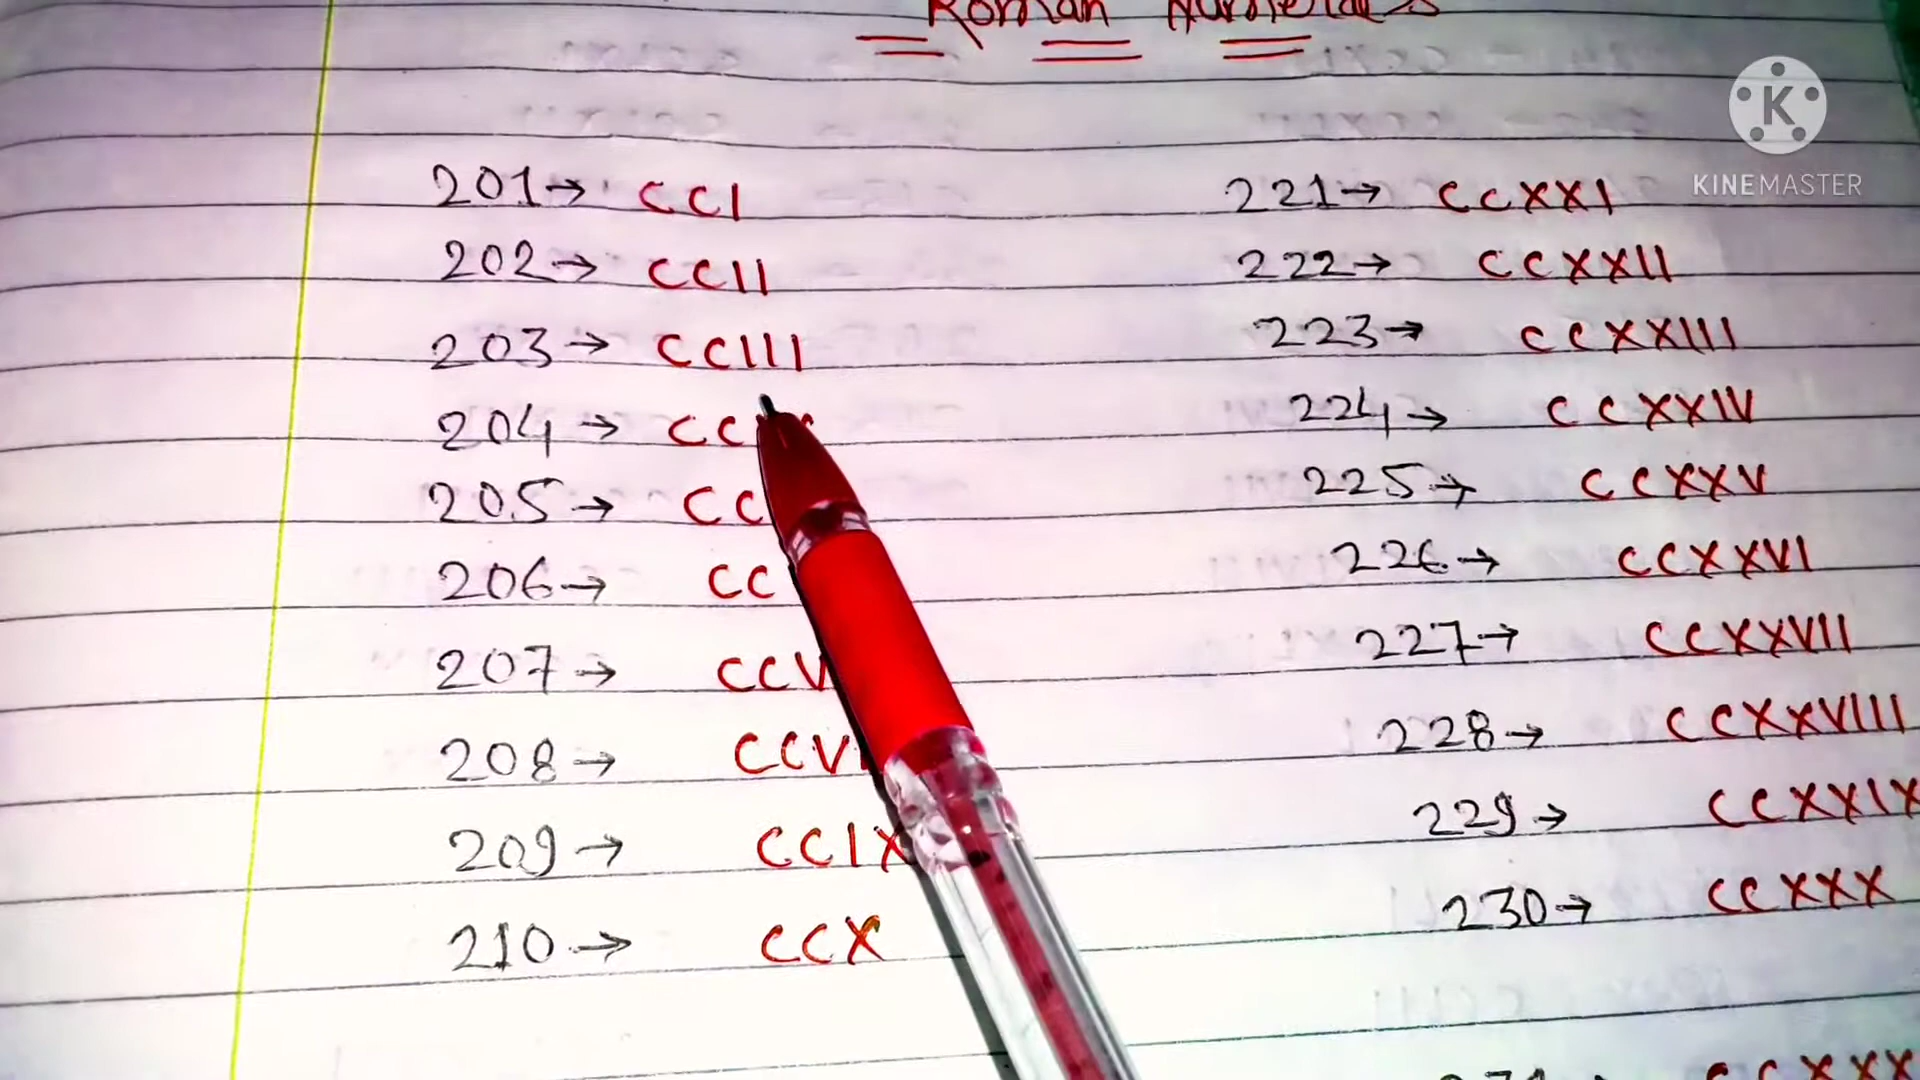 Roman Numerals
KINEMASTER
201→ CCI
202→ CCII
203→ CCIII
204→ CC
205→ CC
206→ CC
207→ CCV
208→ CCV
209→ CCIX
210→ CCX
221→ CCXXI
222→ CCXXII
223→ CCXXIII
224→ CCXXIV
225→ CCXXV
226→ CCXXVI
227→ CCXXVII
228→ CCXXVIII
229→ CCXXIX
230→ CCXXX